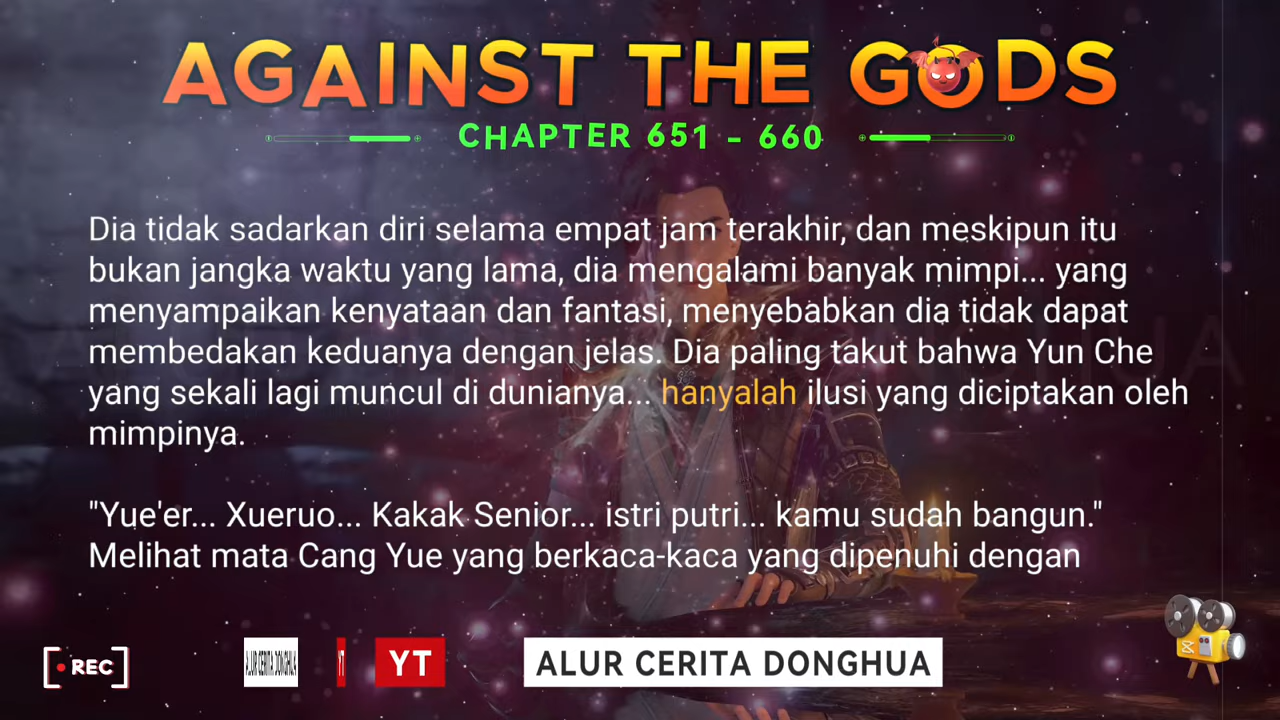 AGAINST THE GODS
CHAPTER 651 - 660
Dia tidak sadarkan diri selama empat jam terakhir, dan meskipun itu
bukan jangka waktu yang lama, dia mengalami banyak mimpi... yang
menyampaikan kenyataan dan fantasi, menyebabkan dia tidak dapat
membedakan keduanya dengan jelas. Dia paling takut bahwa Yun Che
yang sekali lagi muncul di dunianya... hanyalah ilusi yang diciptakan oleh
mimpinya.
"Yue'er... Xueruo... Kakak Senior... istri putri... kamu sudah bangun."
Melihat mata Cang Yue yang berkaca-kaca yang dipenuhi dengan
REC
ALUR CERITA DONGHUA
YT
YT
ALUR CERITA DONGHUA